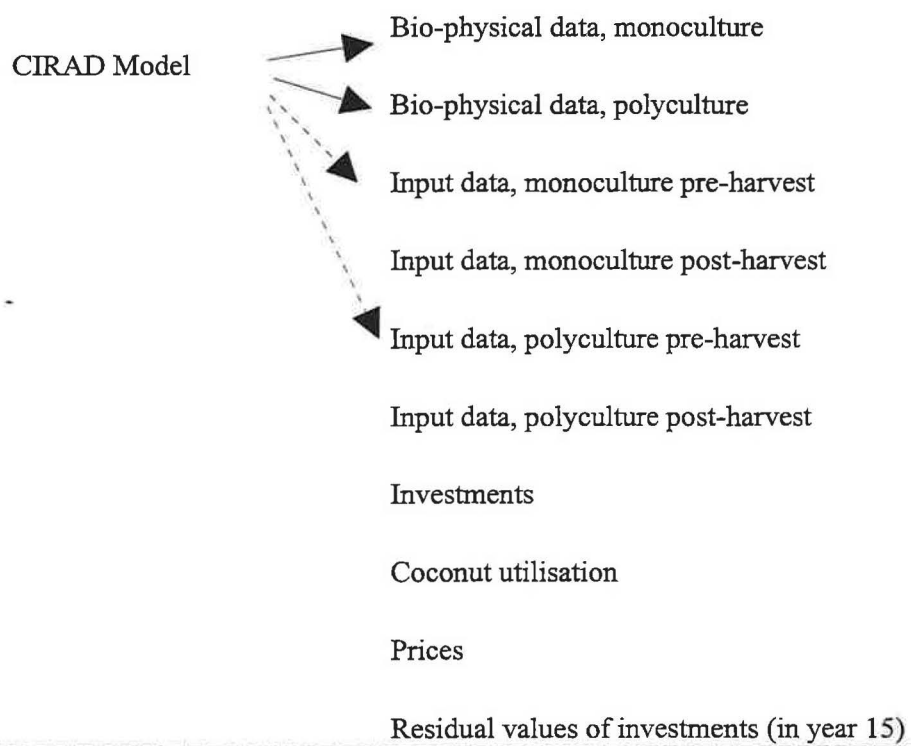 Bio-physical data, monoculture
CIRAD Model
Bio-physical data, polyculture
Input data, monoculture pre-harvest
Input data, monoculture post-harvest
Input data, polyculture pre-harvest
Input data, polyculture post-harvest
Investments
Coconut utilisation
Prices
Residual values of investments (in year 15)